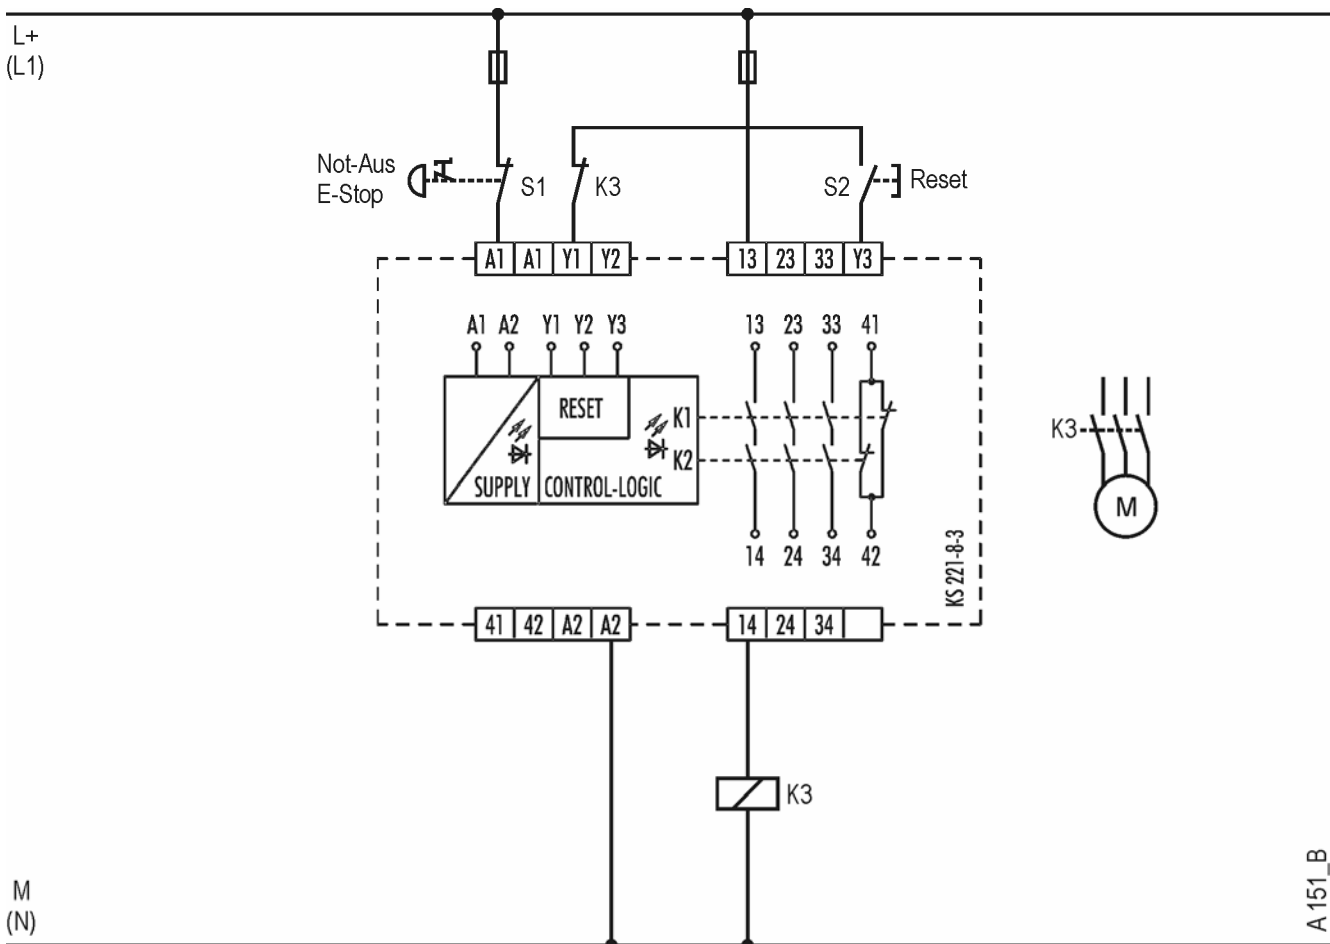 L+
(L1)
Not-Aus
E-Stop
S1
K3
S2
Reset
A1 A1 Y1 Y2
13 23 33 Y3
A1 A2 Y1 Y2 Y3
13 23 33 41
RESET
K1
K2
SUPPLY CONTROL-LOGIC
14 24 34 42
KS 221-8-3
K3
M
41 42 A2 A2
14 24 34
K3
M
(N)
A151_B